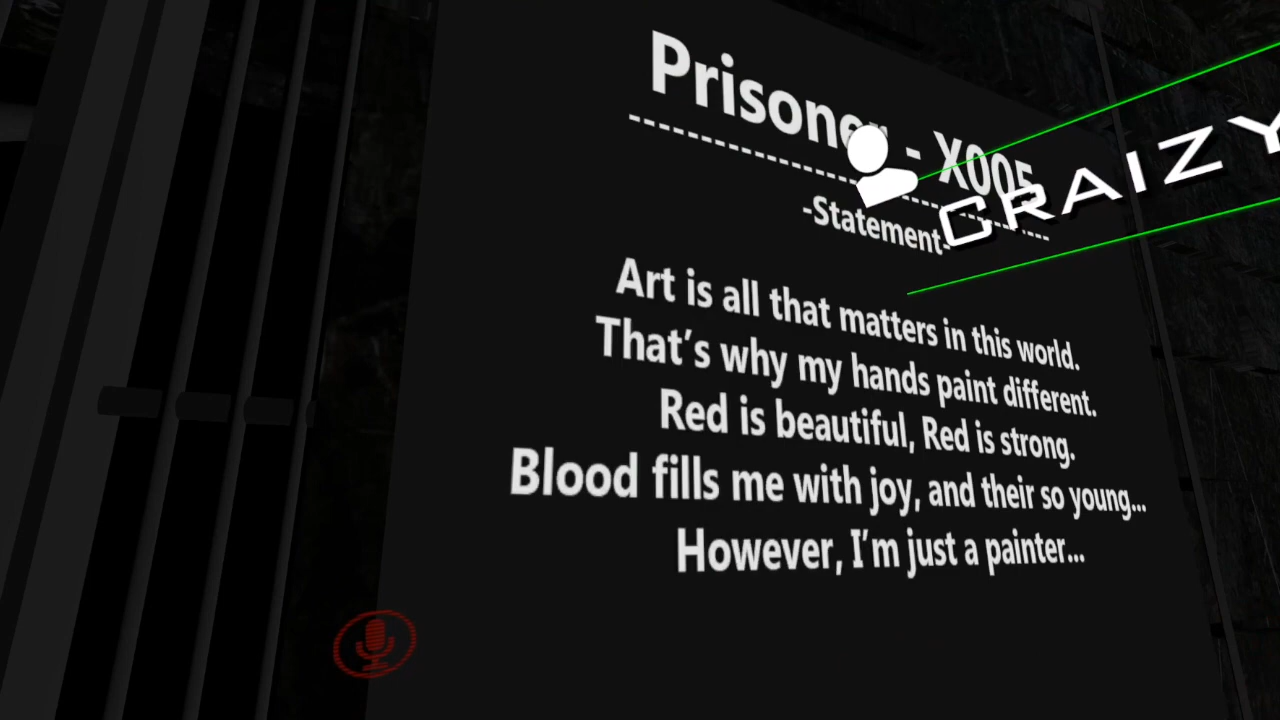 Prisoner - X005
-Statement-
CRAIZY
Art is all that matters in this world.
That's why my hands paint different.
Red is beautiful, Red is strong.
Blood fills me with joy, and their so young...
However, I'm just a painter...